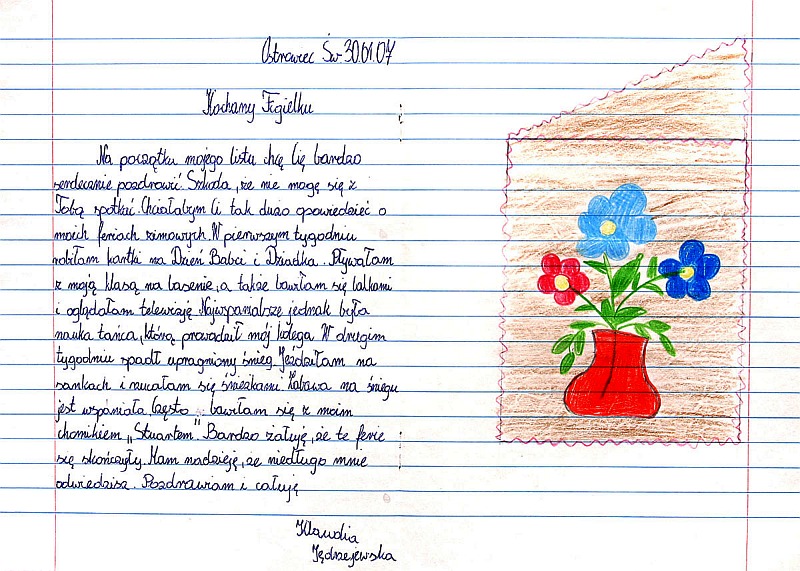 Ostrowiec Św 30.01.07
Kochany Figielku
Na początku mojego listu chcę Cię bardzo
serdecznie pozdrowić. Szkoda, że nie mogę się z
Tobą spotkać. Chciałabym Ci tak dużo opowiedzieć o
moich feriach zimowych. W pierwszym tygodniu
robiłam kartki na Dzień Babci i Dziadka. Pływałam
z moją klasą na basenie, a także bawiłam się lalkami
i oglądałam telewizję. Najwspanialsze jednak była
nauka tańca, którą prowadził mój kolega. W drugim
tygodniu spadł upragniony śnieg. Jeździłam na
sankach i rzucałam się śnieżkami. Zabawa na śniegu
jest wspaniała. Często bawiłam się z moim
chomikiem „Stuartem". Bardzo żałuję, że te ferie
się skończyły. Mam nadzieję, że niedługo mnie
odwiedzisz. Pozdrawiam i całuję
Klaudia
Jędrzejewska